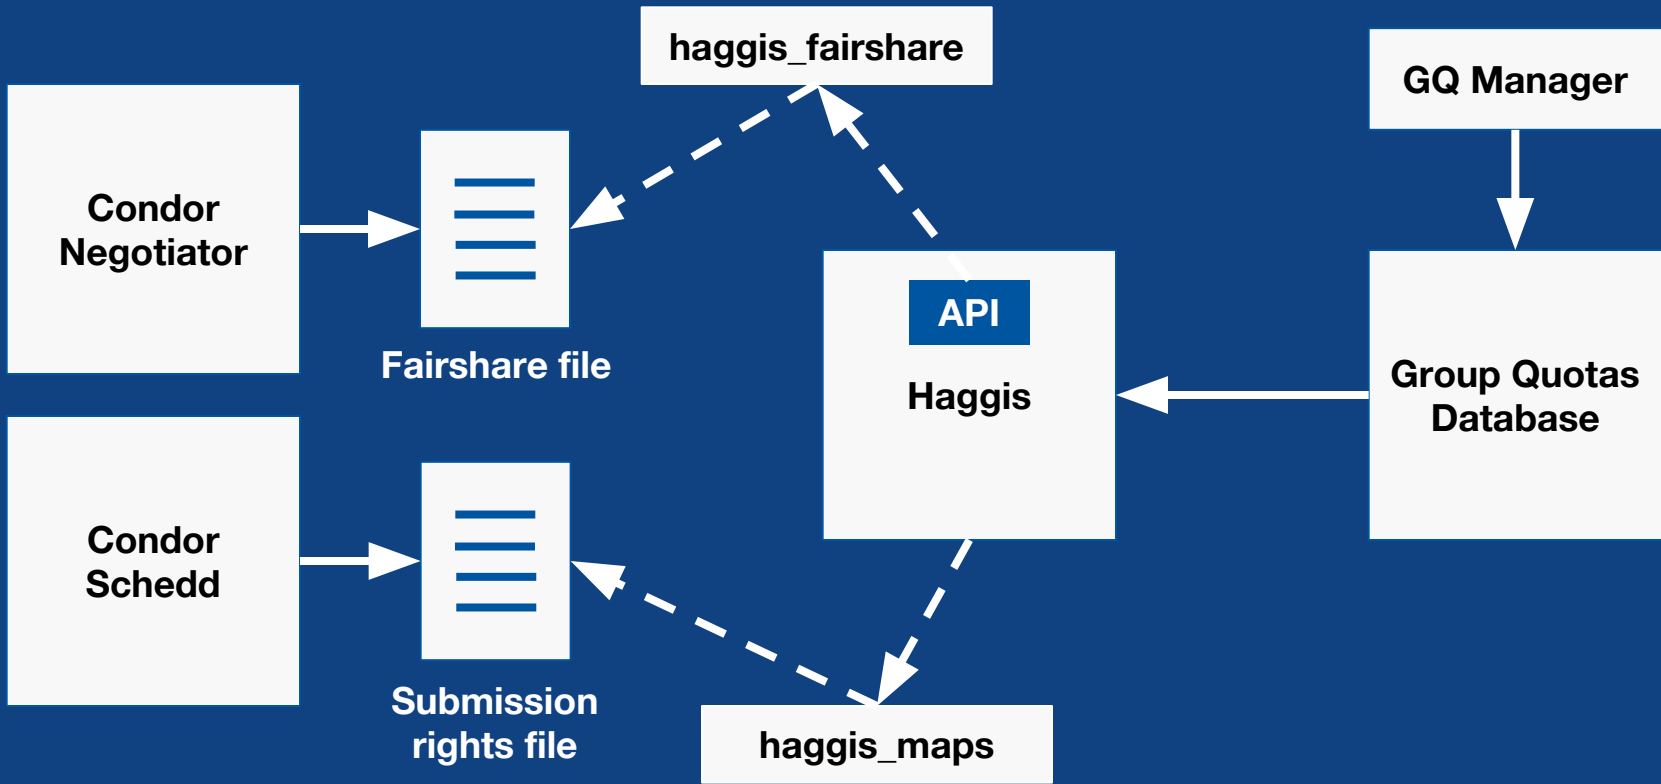 haggis_fairshare
GQ Manager
Condor
Negotiator
Fairshare file
API
Haggis
Group Quotas
Database
Condor
Schedd
Submission
rights file
haggis_maps